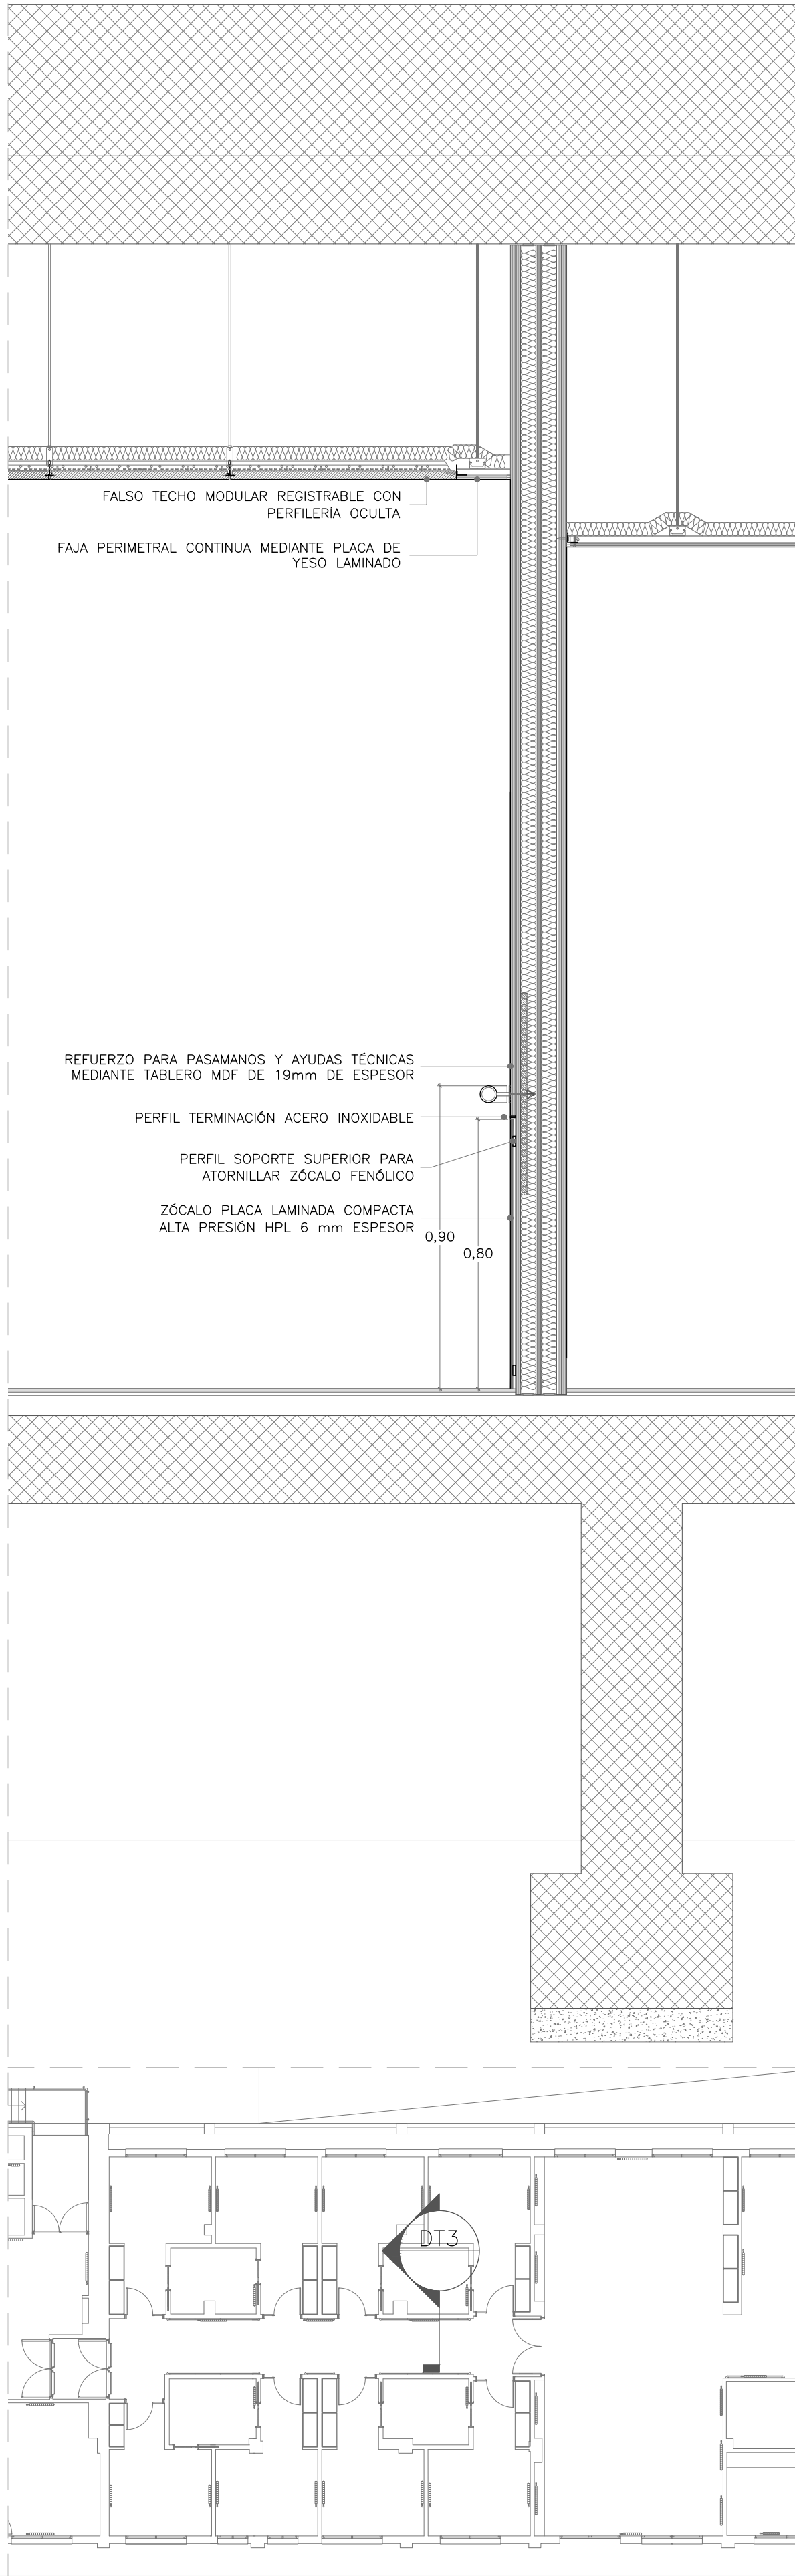 FALSO TECHO MODULAR REGISTRABLE CON
PERFILERÍA OCULTA
FAJA PERIMETRAL CONTINUA MEDIANTE PLACA DE
YESO LAMINADO
REFUERZO PARA PASAMANOS Y AYUDAS TÉCNICAS
MEDIANTE TABLERO MDF DE 19mm DE ESPESOR
PERFIL TERMINACIÓN ACERO INOXIDABLE
PERFIL SOPORTE SUPERIOR PARA
ATORNILLAR ZÓCALO FENÓLICO
ZÓCALO PLACA LAMINADA COMPACTA
ALTA PRESIÓN HPL 6 mm ESPESOR
0,90
0,80
DT3